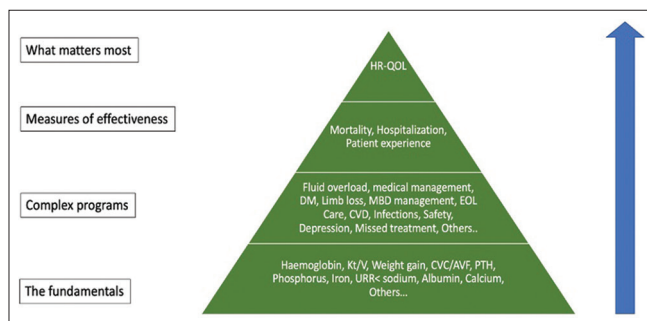 What matters most
HR-QOL
Measures of effectiveness
Mortality, Hospitalization,
Patient experience
Complex programs
Fluid overload, medical management,
DM, Limb loss, MBD management, EOL
Care, CVD, Infections, Safety,
Depression, Missed treatment, Others..
The fundamentals
Haemoglobin, Kt/V, Weight gain, CVC/AVF, PTH,
Phosphorus, Iron, URR< sodium, Albumin, Calcium,
Others...